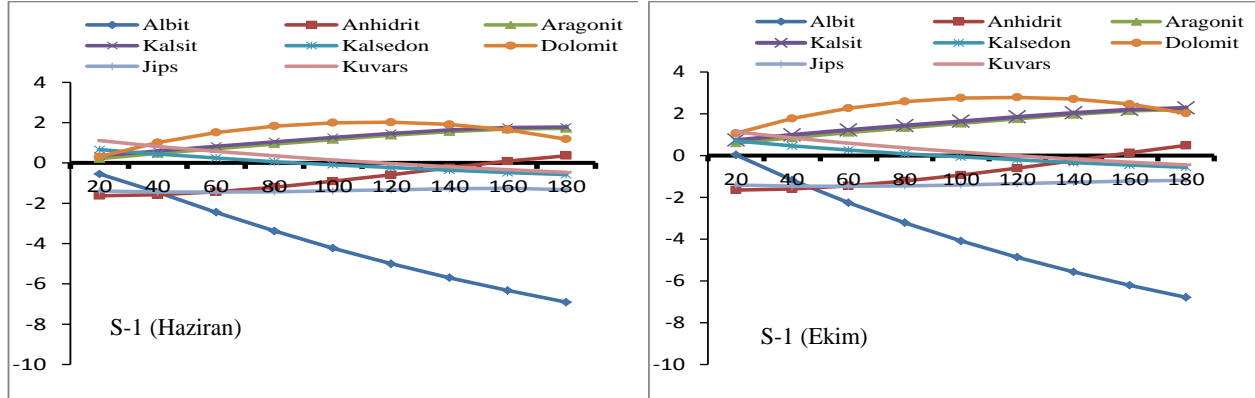 Albit Anhidrit Aragonit
Kalsit Kalsedon Dolomit
Jips Kuvars
4
2
0
-2
-4
-6
-8
-10
20 40 60 80 100 120 140 160 180
S-1 (Haziran)
Albit Anhidrit Aragonit
Kalsit Kalsedon Dolomit
Jips Kuvars
4
2
0
-2
-4
-6
-8
-10
20 40 60 80 100 120 140 160 180
S-1 (Ekim)